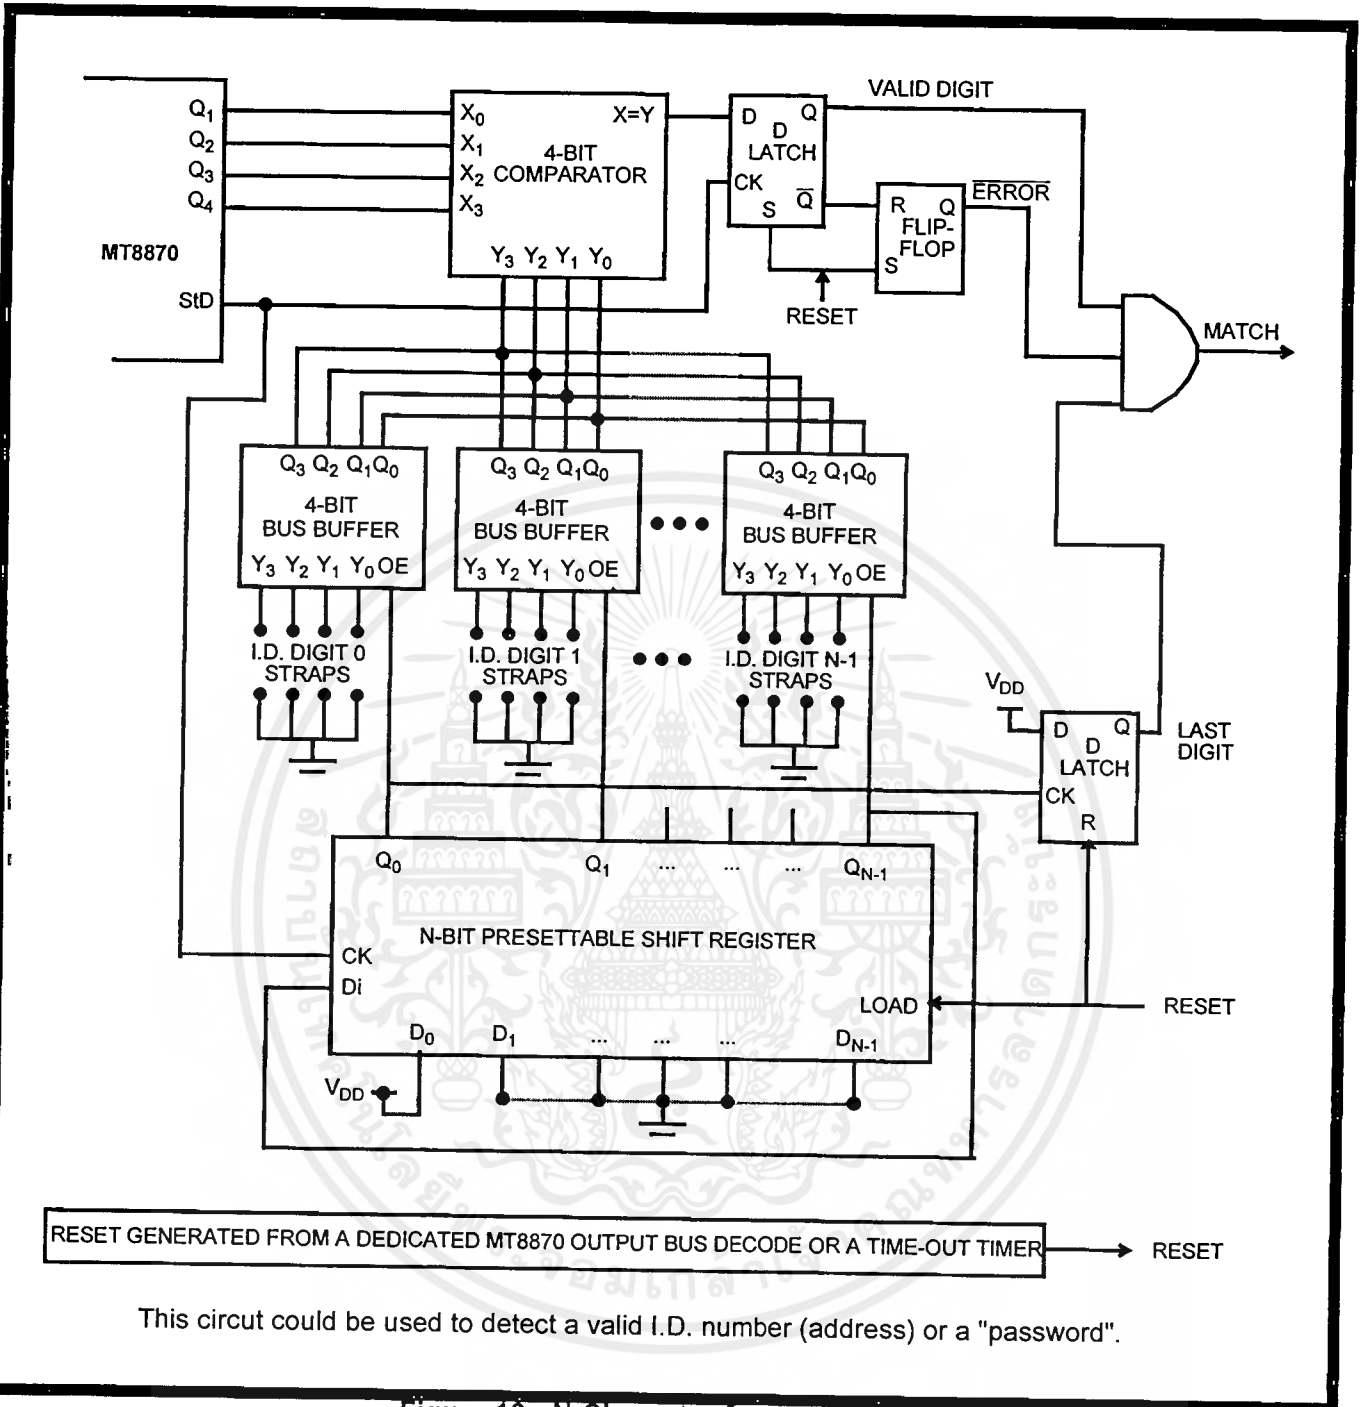 Q1
Q2
Q3
Q4
MT8870
StD
X0
X1
X2
X3
X=Y
4-BIT
COMPARATOR
Y3 Y2 Y1 Y0
D Q
D
LATCH
CK
S Q̅
VALID DIGIT
R Q
FLIP-
FLOP
S
E̅R̅R̅O̅R̅
RESET
MATCH
Q3 Q2 Q1 Q0
4-BIT
BUS BUFFER
Y3 Y2 Y1 Y0 OE
I.D. DIGIT 0
STRAPS
Q3 Q2 Q1 Q0
4-BIT
BUS BUFFER
Y3 Y2 Y1 Y0 OE
I.D. DIGIT 1
STRAPS
Q3 Q2 Q1 Q0
4-BIT
BUS BUFFER
Y3 Y2 Y1 Y0 OE
I.D. DIGIT N-1
STRAPS
VDD
D Q
D
LATCH
CK
R
LAST
DIGIT
Q0 Q1 ... ... ... QN-1
N-BIT PRESETTABLE SHIFT REGISTER
CK
Di
LOAD
RESET
D0 D1 ... ... ... DN-1
VDD
RESET GENERATED FROM A DEDICATED MT8870 OUTPUT BUS DECODE OR A TIME-OUT TIMER
RESET
This circut could be used to detect a valid I.D. number (address) or a "password".